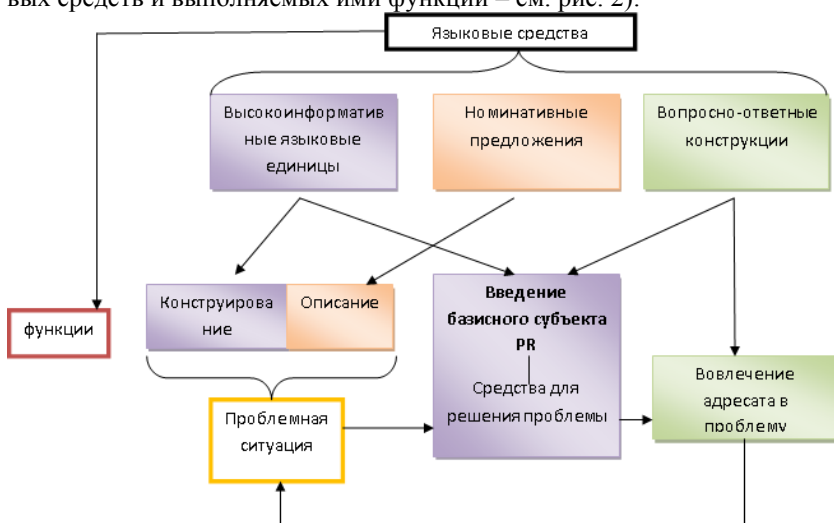 вых средств и выполняемых ими функций – см. рис. 2).
Языковые средства
Высокоинформатив
ные языковые
единицы
Номинативные
предложения
Вопросно-ответные
конструкции
функции
Конструирова
ние
Описание
Введение
базисного субъекта
PR
Средства для
решения проблемы
Вовлечение
адресата в
проблему
Проблемная
ситуация